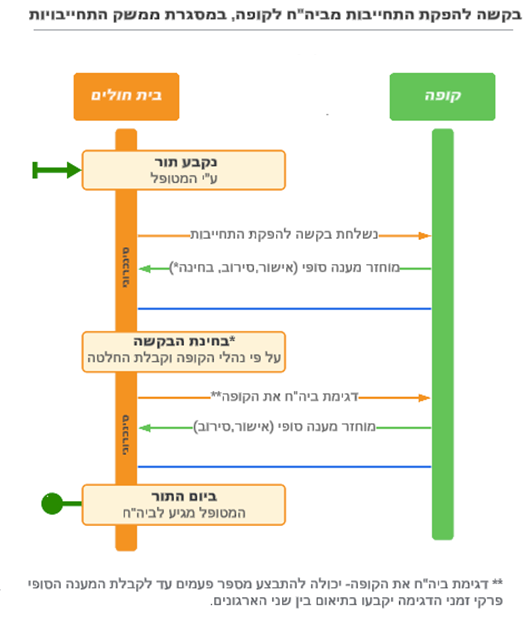 בקשה להפקת התחייבות מביה"ח לקופה, במסגרת ממשק התחייבויות
בית חולים
קופה
נקבע תור
ע"י המטופל
נשלחת בקשה להפקת התחייבות
מוחזר מענה סופי (אישור,סירוב, בחינה*)
סינכרוני
*בחינת הבקשה
על פי נהלי הקופה וקבלת החלטה
דגימת ביה"ח את הקופה**
מוחזר מענה סופי (אישור,סירוב)
סינכרוני
ביום התור
המטופל מגיע לביה"ח
** דגימת ביה"ח את הקופה- יכולה להתבצע מספר פעמים עד לקבלת המענה הסופי
פרקי זמני הדגימה יקבעו בתיאום בין שני הארגונים.